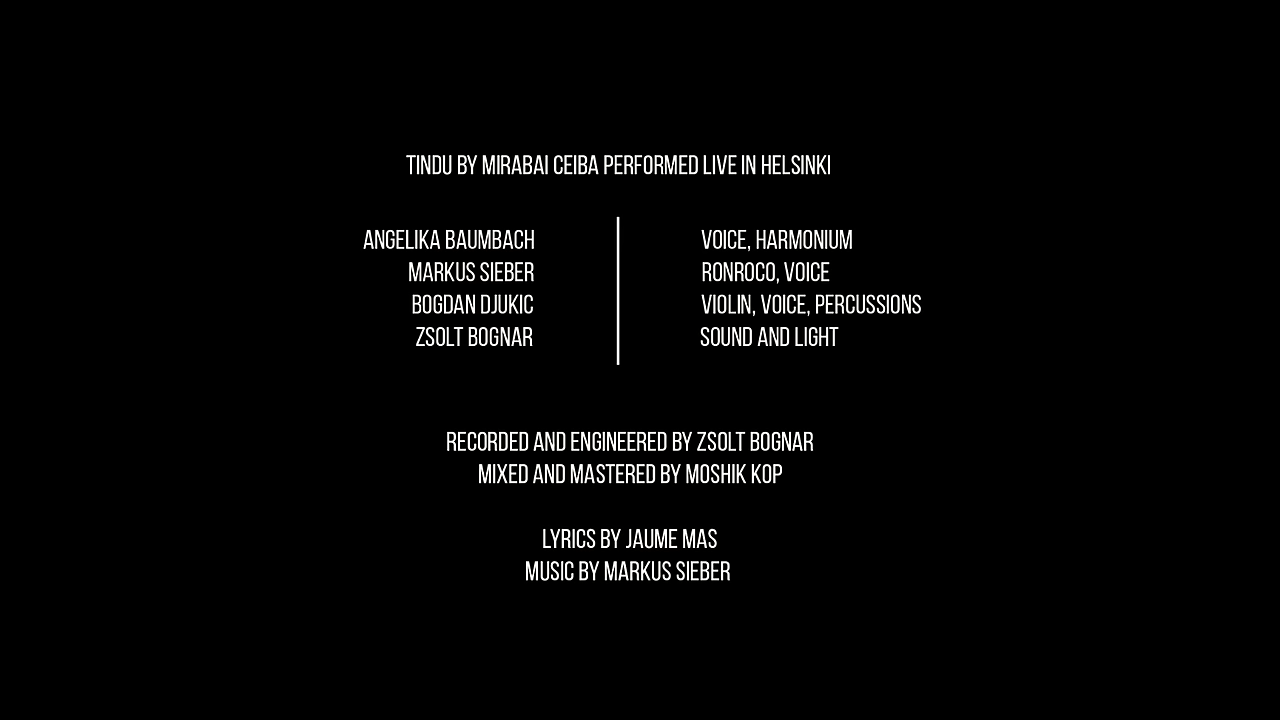 TINDU BY MIRABAI CEIBA PERFORMED LIVE IN HELSINKI
ANGELIKA BAUMBACH VOICE, HARMONIUM
MARKUS SIEBER RONROCO, VOICE
BOGDAN DJUKIC VIOLIN, VOICE, PERCUSSIONS
ZSOLT BOGNAR SOUND AND LIGHT
RECORDED AND ENGINEERED BY ZSOLT BOGNAR
MIXED AND MASTERED BY MOSHIK KOP
LYRICS BY JAUME MAS
MUSIC BY MARKUS SIEBER